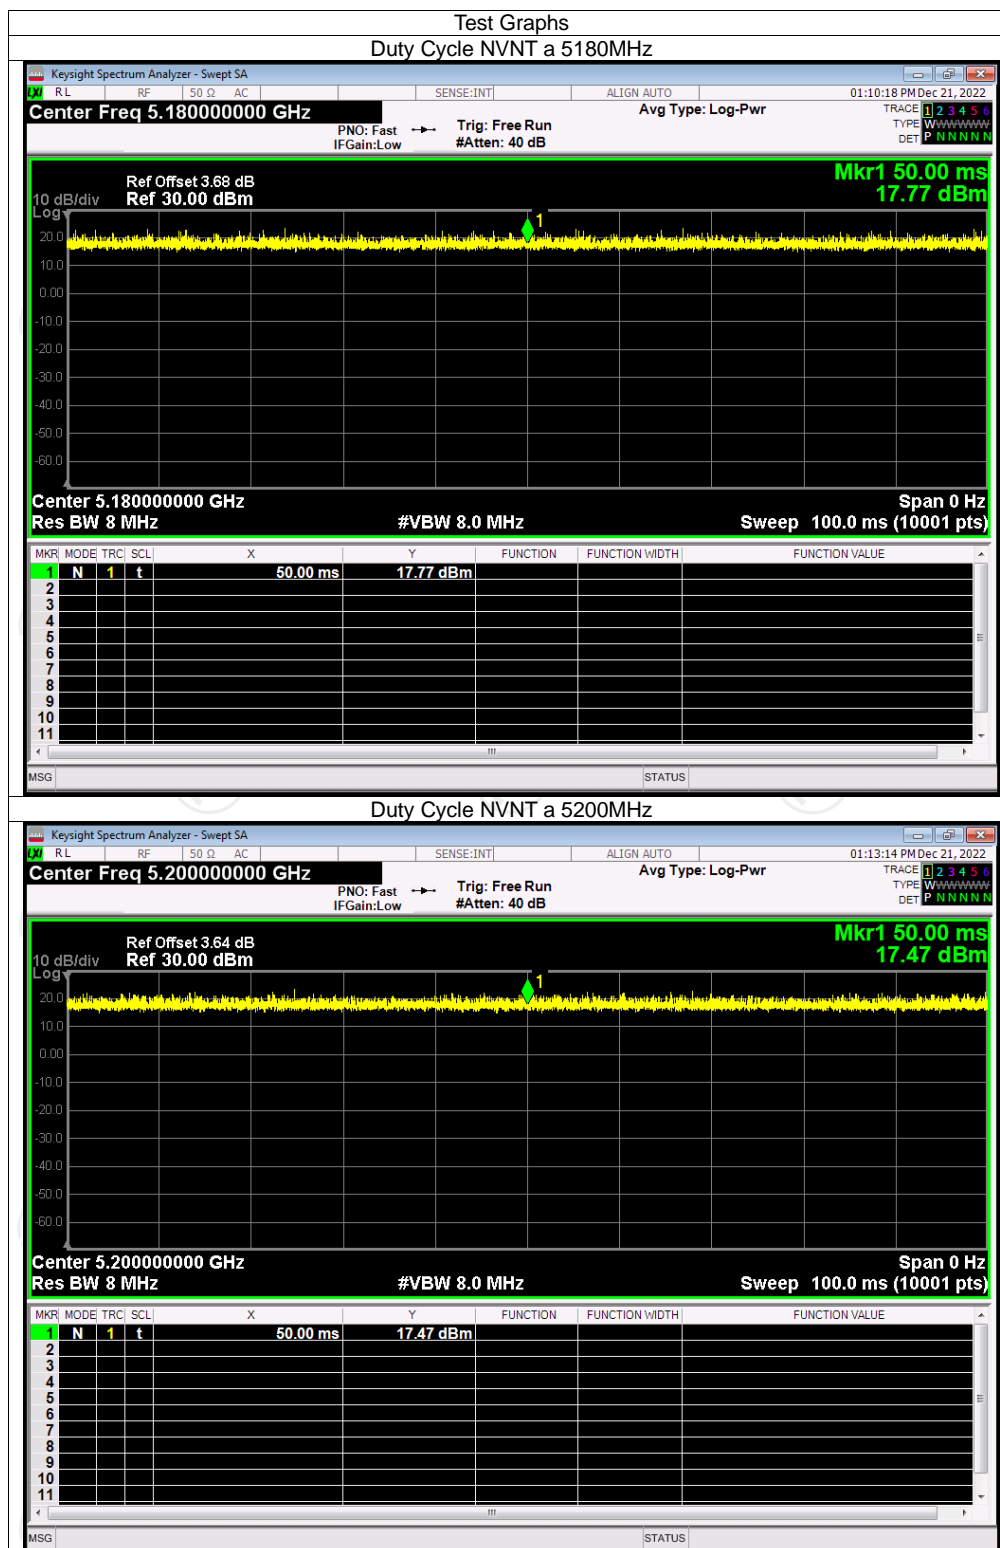 Test Graphs
Duty Cycle NVNT a 5180MHz
Keysight Spectrum Analyzer - Swept SA
LXI RL RF 50 Ω AC SENSE:INT ALIGN AUTO 01:10:18 PM Dec 21, 2022
Center Freq 5.180000000 GHz Avg Type: Log-Pwr TRACE 1 2 3 4 5 6
PNO: Fast Trig: Free Run TYPE W
IFGain:Low #Atten: 40 dB DET P N N N N N
Mkr1 50.00 ms
Ref Offset 3.68 dB
10 dB/div Ref 30.00 dBm 17.77 dBm
Log
1
20.0
10.0
0.00
-10.0
-20.0
-30.0
-40.0
-50.0
-60.0
Center 5.180000000 GHz Span 0 Hz
Res BW 8 MHz #VBW 8.0 MHz Sweep 100.0 ms (10001 pts)
MKR MODE TRC SCL X Y FUNCTION FUNCTION WIDTH FUNCTION VALUE
1 N 1 t 50.00 ms 17.77 dBm
2
3
4
5
6
7
8
9
10
11
MSG STATUS
Duty Cycle NVNT a 5200MHz
Keysight Spectrum Analyzer - Swept SA
LXI RL RF 50 Ω AC SENSE:INT ALIGN AUTO 01:13:14 PM Dec 21, 2022
Center Freq 5.200000000 GHz Avg Type: Log-Pwr TRACE 1 2 3 4 5 6
PNO: Fast Trig: Free Run TYPE W
IFGain:Low #Atten: 40 dB DET P N N N N N
Mkr1 50.00 ms
Ref Offset 3.64 dB
10 dB/div Ref 30.00 dBm 17.47 dBm
Log
1
20.0
10.0
0.00
-10.0
-20.0
-30.0
-40.0
-50.0
-60.0
Center 5.200000000 GHz Span 0 Hz
Res BW 8 MHz #VBW 8.0 MHz Sweep 100.0 ms (10001 pts)
MKR MODE TRC SCL X Y FUNCTION FUNCTION WIDTH FUNCTION VALUE
1 N 1 t 50.00 ms 17.47 dBm
2
3
4
5
6
7
8
9
10
11
MSG STATUS